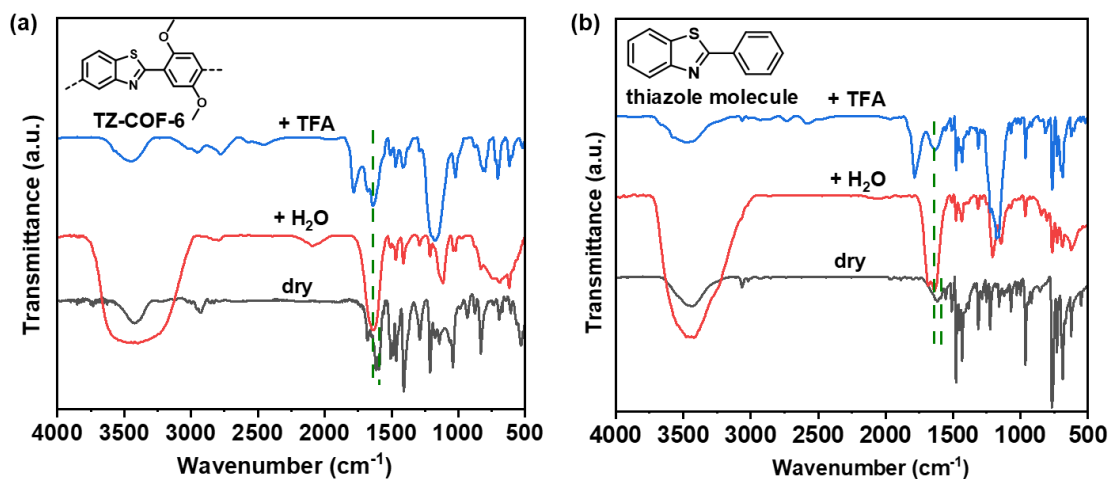 (a)
S
N
O
O
TZ-COF-6
+ TFA
+ H₂O
dry
Transmittance (a.u.)
4000 3500 3000 2500 2000 1500 1000 500
Wavenumber (cm⁻¹)
(b)
S
N
thiazole molecule
+ TFA
+ H₂O
dry
Transmittance (a.u.)
4000 3500 3000 2500 2000 1500 1000 500
Wavenumber (cm⁻¹)